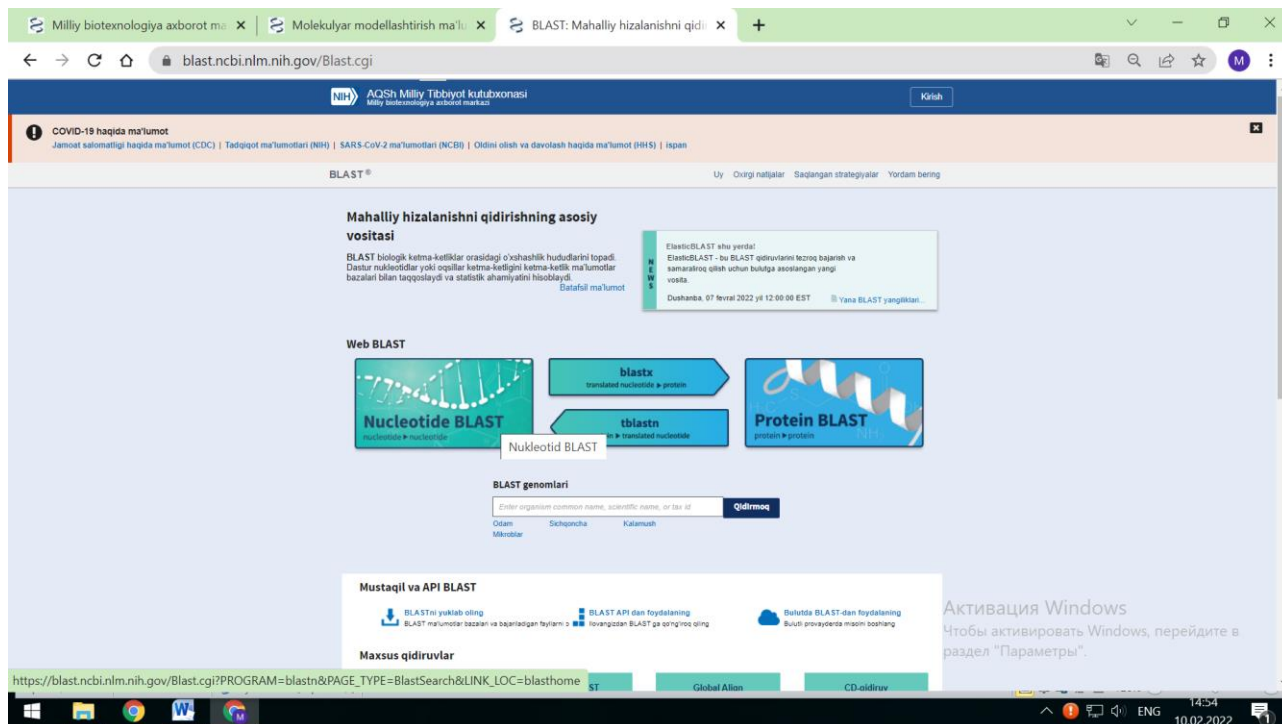 Milliy biotexnologiya axborot ma
Molekulyar modellashtirish ma'lu
BLAST: Mahalliy hizalanishni qidi
blast.ncbi.nlm.nih.gov/Blast.cgi
M
NIH
AQSh Milliy Tibbiyot kutubxonasi
Milliy biotexnologiya axborot markazi
Kirish
COVID-19 haqida ma'lumot
Jamoat salomatligi haqida ma'lumot (CDC) | Tadqiqot ma'lumotlari (NIH) | SARS-CoV-2 ma'lumotlari (NCBI) | Oldini olish va davolash haqida ma'lumot (HHS) | ispan
BLAST ®
Uy Oxirgi natijalar Saqlangan strategiyalar Yordam bering
Mahalliy hizalanishni qidirishning asosiy
vositasi
BLAST biologik ketma-ketliklar orasidagi o'xshashlik hududlarini topadi.
Dastur nukleotidlar yoki oqsillar ketma-ketligini ketma-ketlik ma'lumotlar
bazalari bilan taqqoslaydi va statistik ahamiyatini hisoblaydi.
Batafsil ma'lumot
NEWS
ElasticBLAST shu yerda!
ElasticBLAST - bu BLAST qidiruvlarini tezroq bajarish va
samaraliroq qilish uchun bulutga asoslangan yangi
vosita.
Dushanba, 07 fevral 2022 yil 12:00:00 EST
Yana BLAST yangiliklari...
Web BLAST
Nucleotide BLAST
nucleotide ▶ nucleotide
blastx
translated nucleotide ▶ protein
tblastn
in ▶ translated nucleotide
Protein BLAST
protein ▶ protein
Nukleotid BLAST
BLAST genomlari
Enter organism common name, scientific name, or tax id
Qidirmoq
Odam Sichqoncha Kalamush
Mikroblar
Mustaqil va API BLAST
BLASTni yuklab oling
BLAST ma'lumotlar bazalari va bajariladigan fayllarni o
BLAST API dan foydalaning
Ilovangizdan BLAST ga qo'ng'iroq qiling
Bulutda BLAST-dan foydalaning
Bulutli provayderda misolni boshlang
Maxsus qidiruvlar
ST
Global Align
CD-qidiruv
Активация Windows
Чтобы активировать Windows, перейдите в
раздел "Параметры".
https://blast.ncbi.nlm.nih.gov/Blast.cgi?PROGRAM=blastn&PAGE_TYPE=BlastSearch&LINK_LOC=blasthome
ENG
14:54
10.02.2022